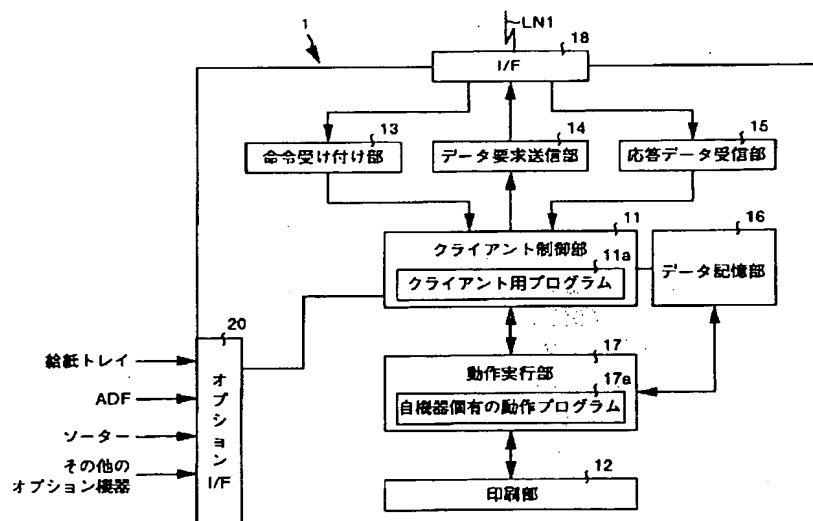 LN1
1
18
I/F
13
命令受け付け部
14
データ要求送信部
15
応答データ受信部
11
クライアント制御部
11a
クライアント用プログラム
16
データ記憶部
20
オプションI/F
給紙トレイ
ADF
ソーター
その他の
オプション機器
17
動作実行部
17a
自機器個有の動作プログラム
12
印刷部